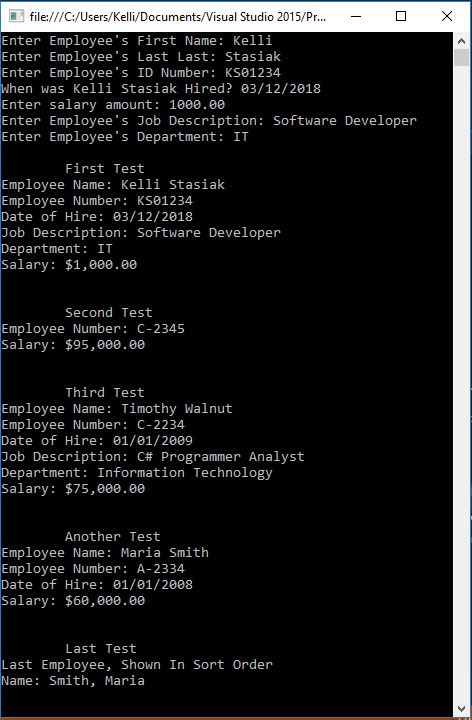 file:///C:/Users/Kelli/Documents/Visual Studio 2015/Pr...
Enter Employee's First Name: Kelli
Enter Employee's Last Last: Stasiak
Enter Employee's ID Number: KS01234
When was Kelli Stasiak Hired? 03/12/2018
Enter salary amount: 1000.00
Enter Employee's Job Description: Software Developer
Enter Employee's Department: IT
First Test
Employee Name: Kelli Stasiak
Employee Number: KS01234
Date of Hire: 03/12/2018
Job Description: Software Developer
Department: IT
Salary: $1,000.00
Second Test
Employee Number: C-2345
Salary: $95,000.00
Third Test
Employee Name: Timothy Walnut
Employee Number: C-2234
Date of Hire: 01/01/2009
Job Description: C# Programmer Analyst
Department: Information Technology
Salary: $75,000.00
Another Test
Employee Name: Maria Smith
Employee Number: A-2334
Date of Hire: 01/01/2008
Salary: $60,000.00
Last Test
Last Employee, Shown In Sort Order
Name: Smith, Maria